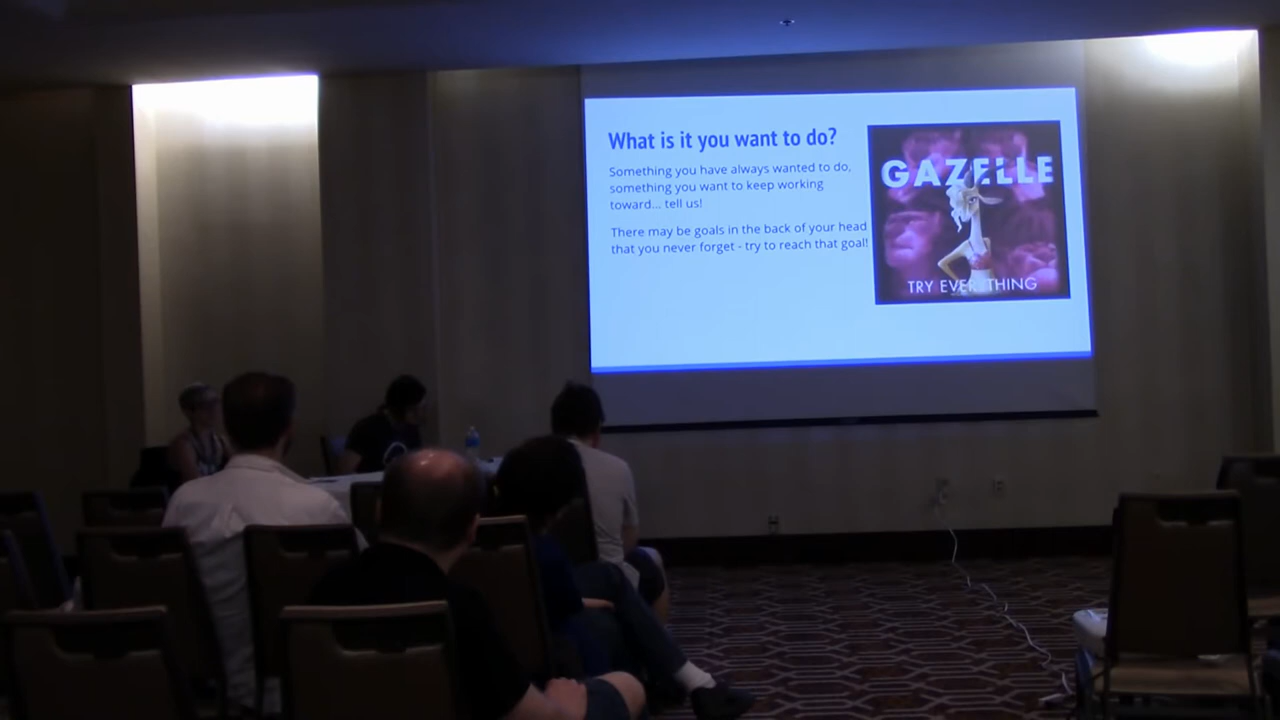 What is it you want to do?
Something you have always wanted to do,
something you want to keep working
toward... tell us!
There may be goals in the back of your head
that you never forget - try to reach that goal!
GAZELLE
TRY EVERYTHING